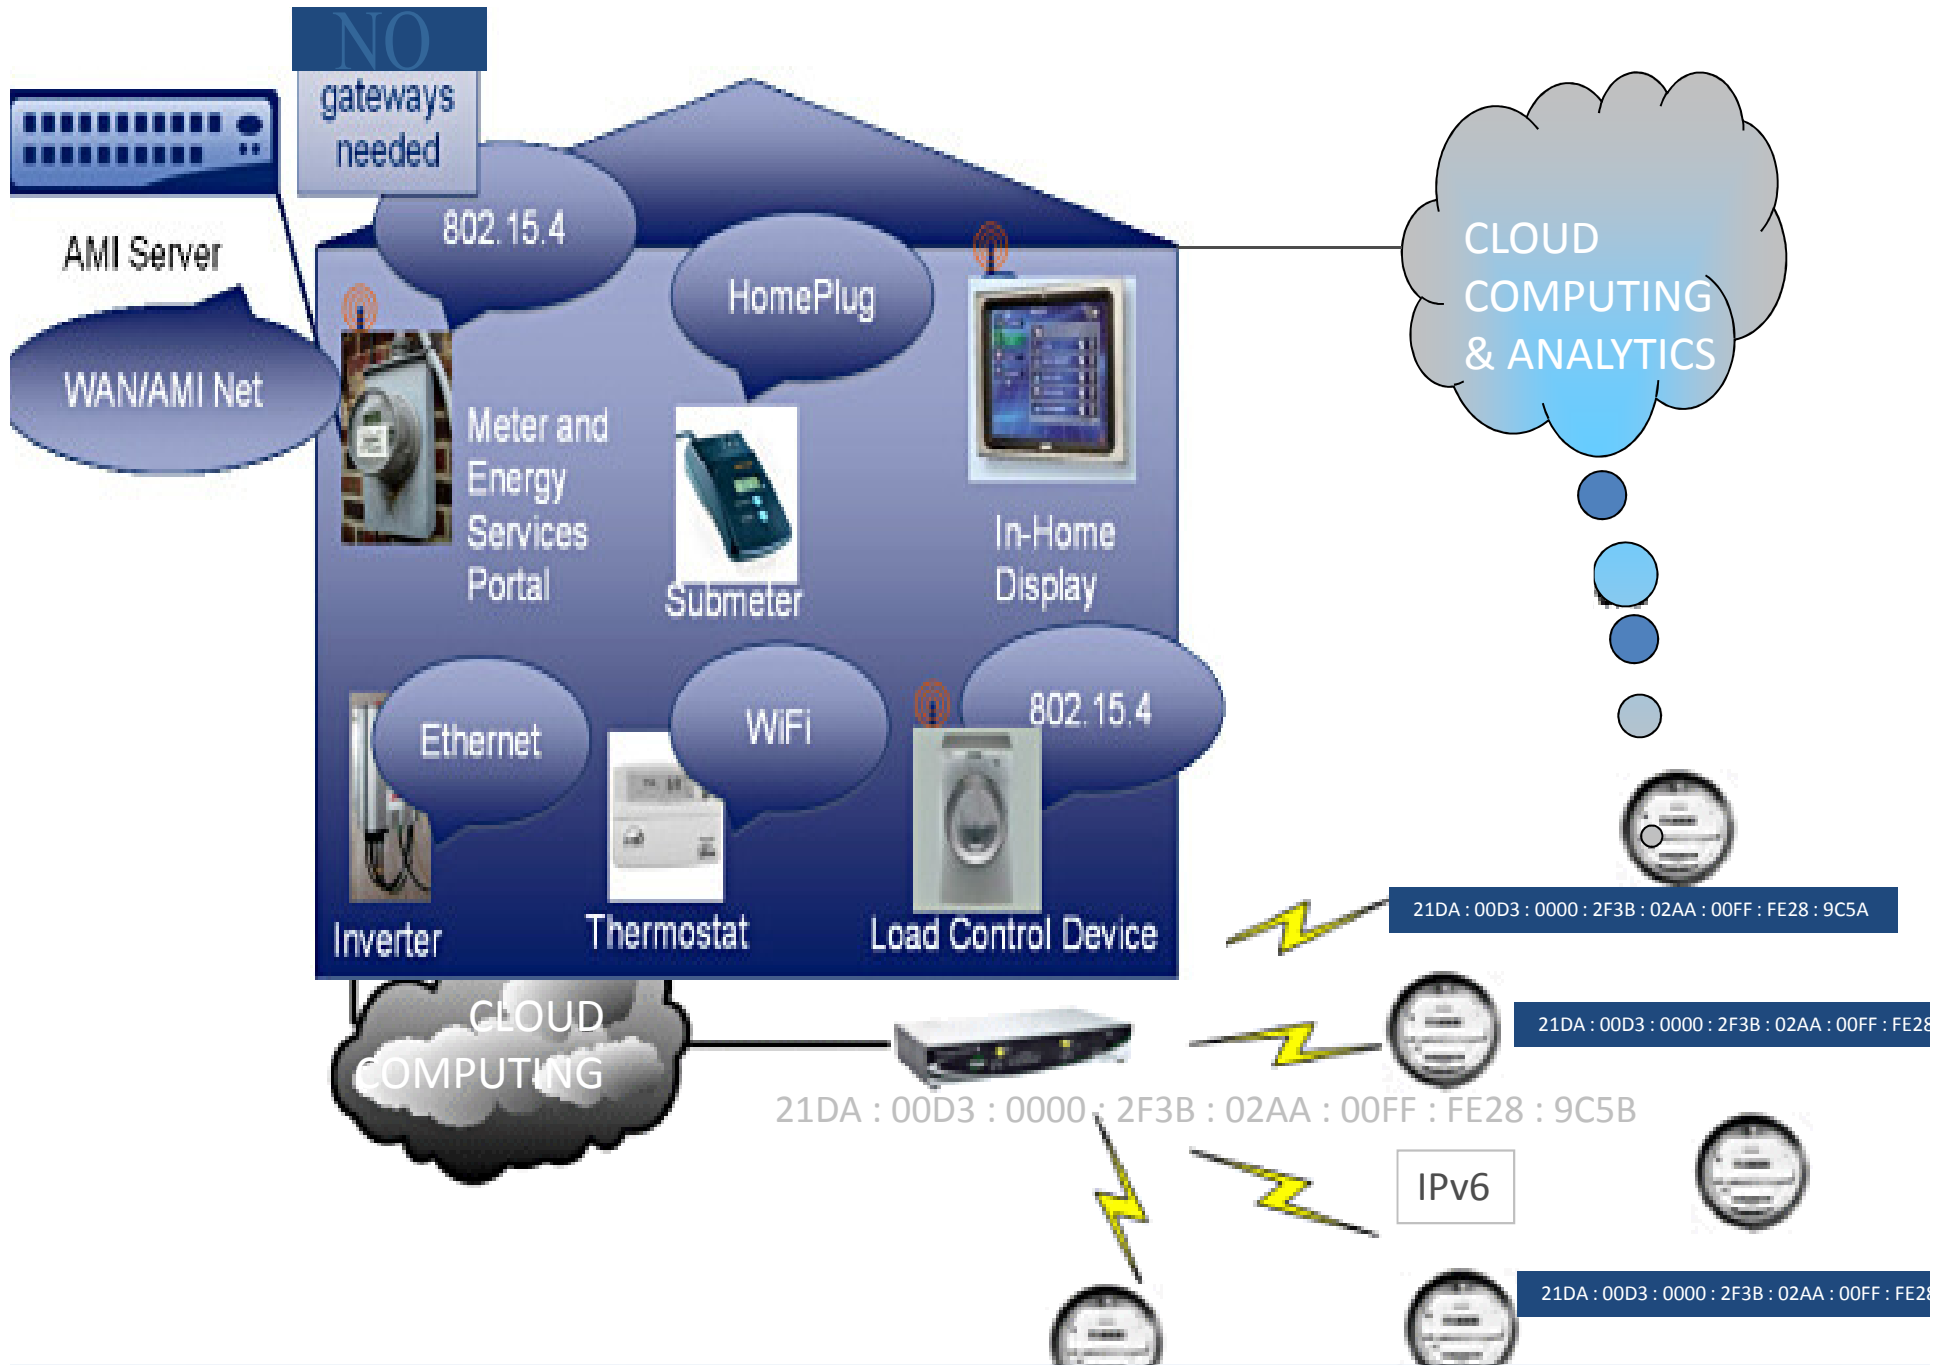 NO
gateways
needed
802.15.4
AMI Server
HomePlug
WAN/AMI Net
CLOUD
COMPUTING
& ANALYTICS
Meter and
Energy
Services
Portal
Submeter
In-Home
Display
Ethernet
WiFi
802.15.4
Inverter
Thermostat
Load Control Device
21DA : 00D3 : 0000 : 2F3B : 02AA : 00FF : FE28 : 9C5A
CLOUD
COMPUTING
21DA : 00D3 : 0000 : 2F3B : 02AA : 00FF : FE28
21DA : 00D3 : 0000 : 2F3B : 02AA : 00FF : FE28 : 9C5B
IPv6
21DA : 00D3 : 0000 : 2F3B : 02AA : 00FF : FE28